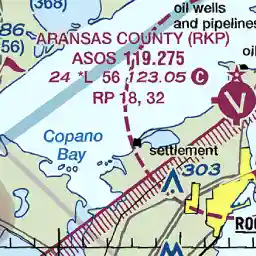 (368)
oil wells
and pipelines
86
56)
ARANSAS COUNTY (RKP)
ASOS 119.275
oil
24 *L 56 123.05 C
RP 18, 32
V
Copano
Bay
settlement
303
RO
M